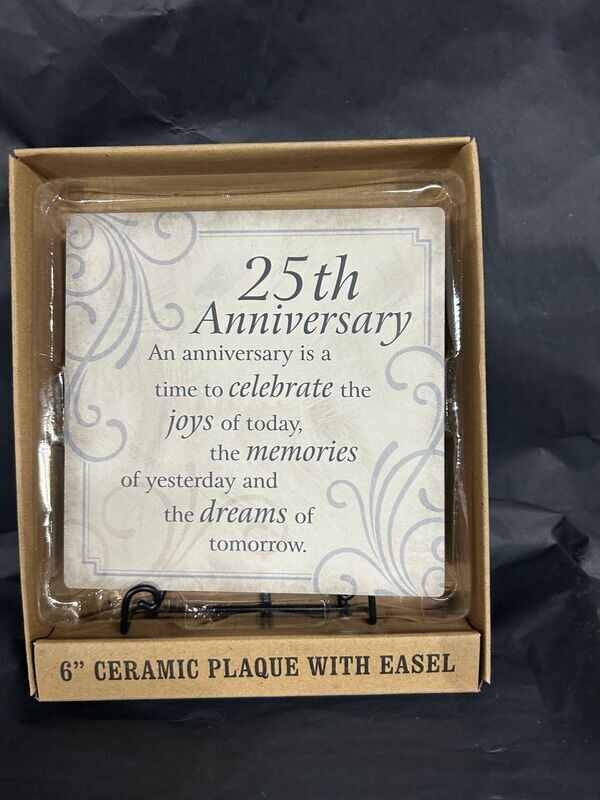 25th
Anniversary
An anniversary is a
time to celebrate the
joys of today,
the memories
of yesterday and
the dreams of
tomorrow.
6” CERAMIC PLAQUE WITH EASEL